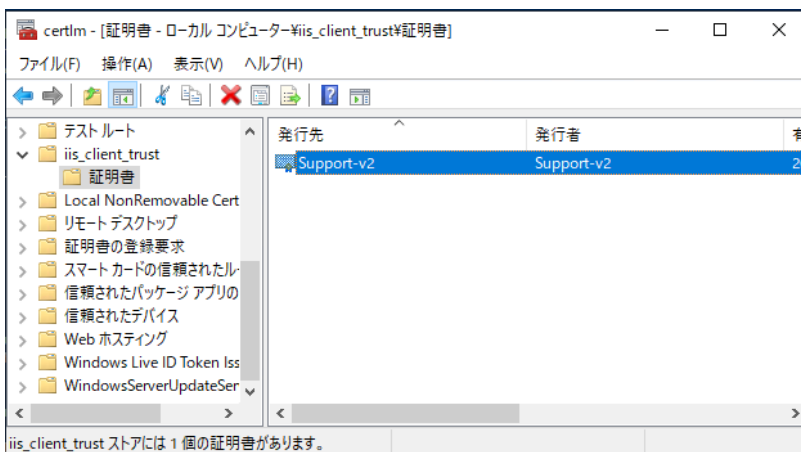 certlm - [証明書 - ローカル コンピューター¥iis_client_trust¥証明書]
ファイル(F) 操作(A) 表示(V) ヘルプ(H)
テスト ルート
iis_client_trust
証明書
Local NonRemovable Cert
リモート デスクトップ
証明書の登録要求
スマート カードの信頼されたル
信頼されたパッケージ アプリの
信頼されたデバイス
Web ホスティング
Windows Live ID Token Iss
WindowsServerUpdateSer
発行先 発行者 有
Support-v2 Support-v2 2
iis_client_trust ストアには 1 個の証明書があります。